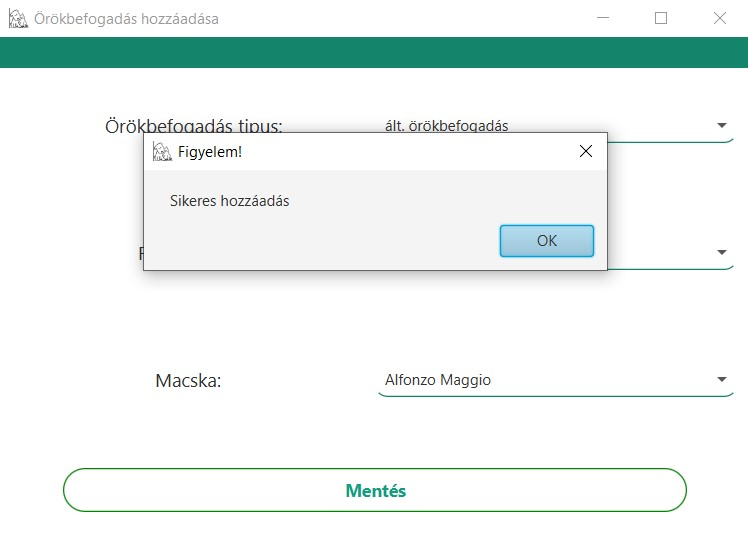 Örökbefogadás hozzáadása
Örökbefogadás tipus:
ált. örökbefogadás
Figyelem!
Sikeres hozzáadás
OK
Macska:
Alfonzo Maggio
Mentés